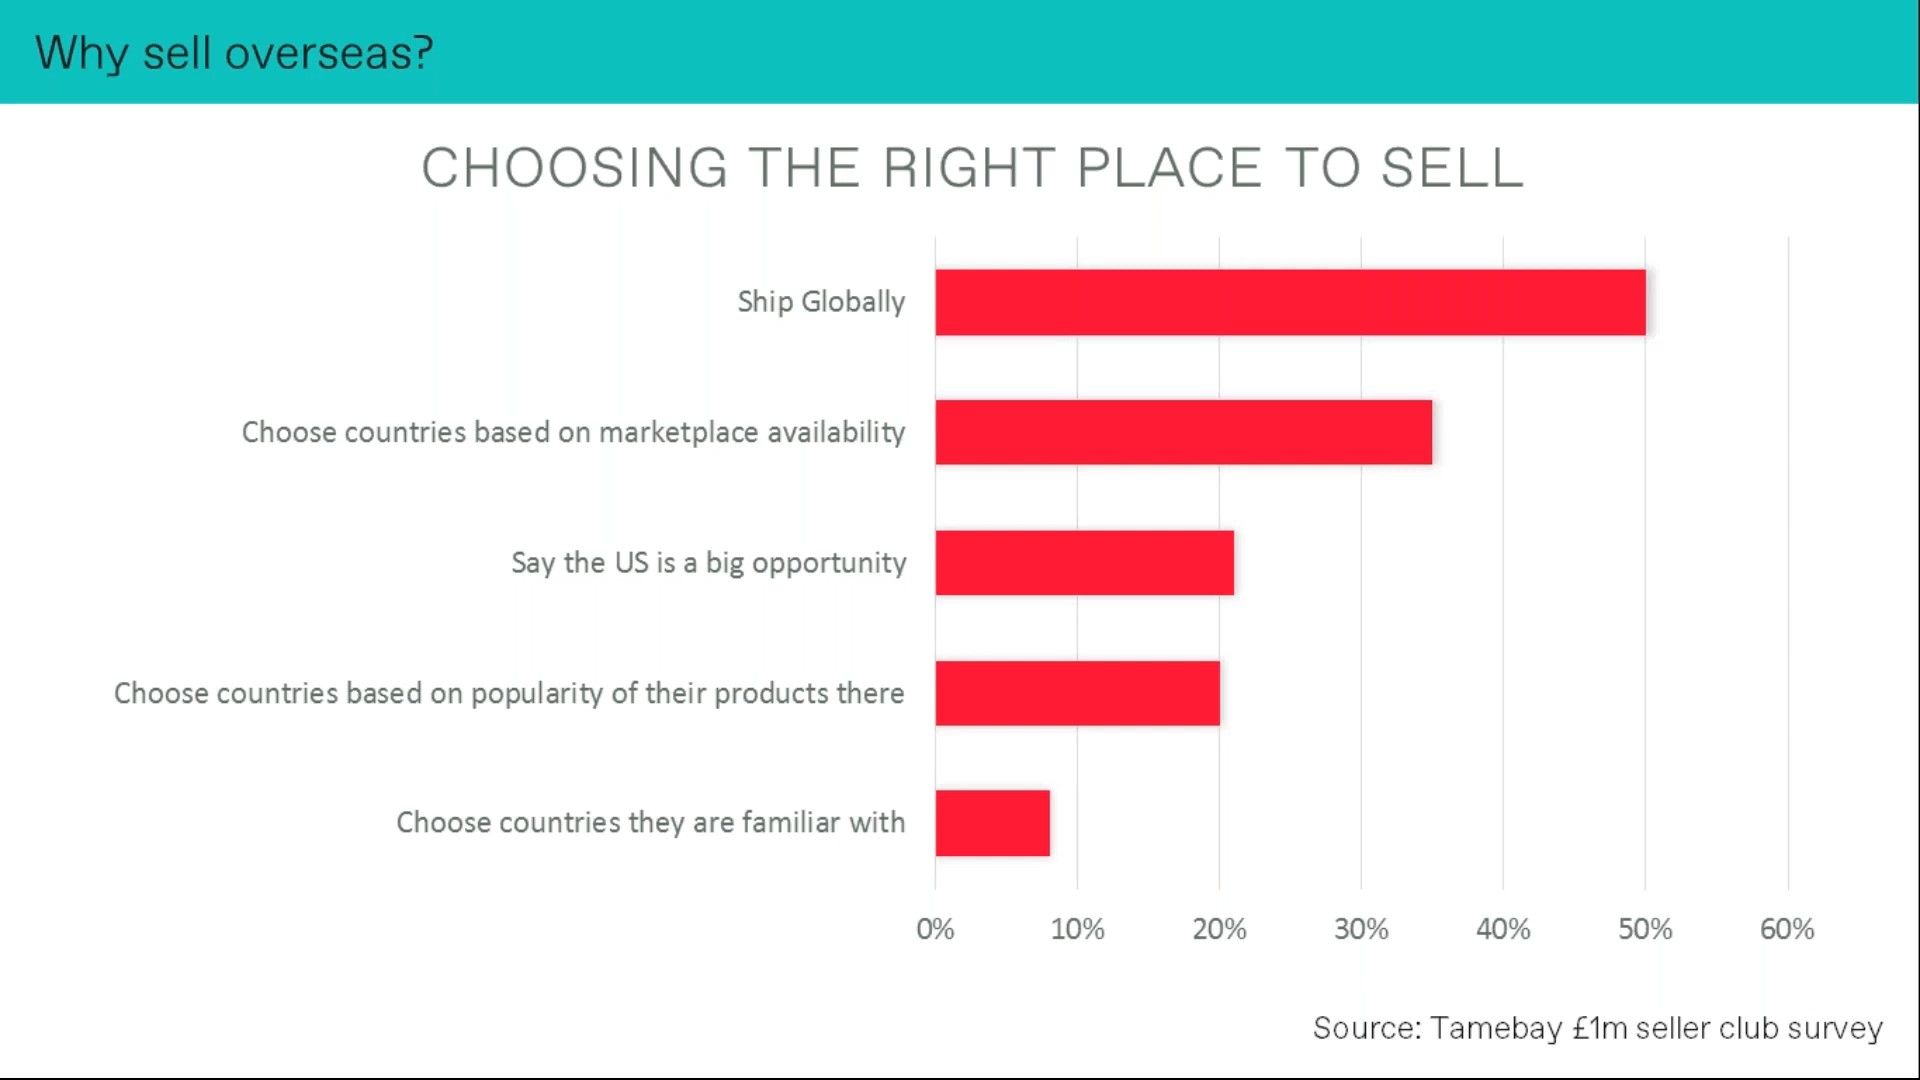 Why sell overseas?
CHOOSING THE RIGHT PLACE TO SELL
Ship Globally
Choose countries based on marketplace availability
Say the US is a big opportunity
Choose countries based on popularity of their products there
Choose countries they are familiar with
0% 10% 20% 30% 40% 50% 60%
Source: Tamebay £1m seller club survey